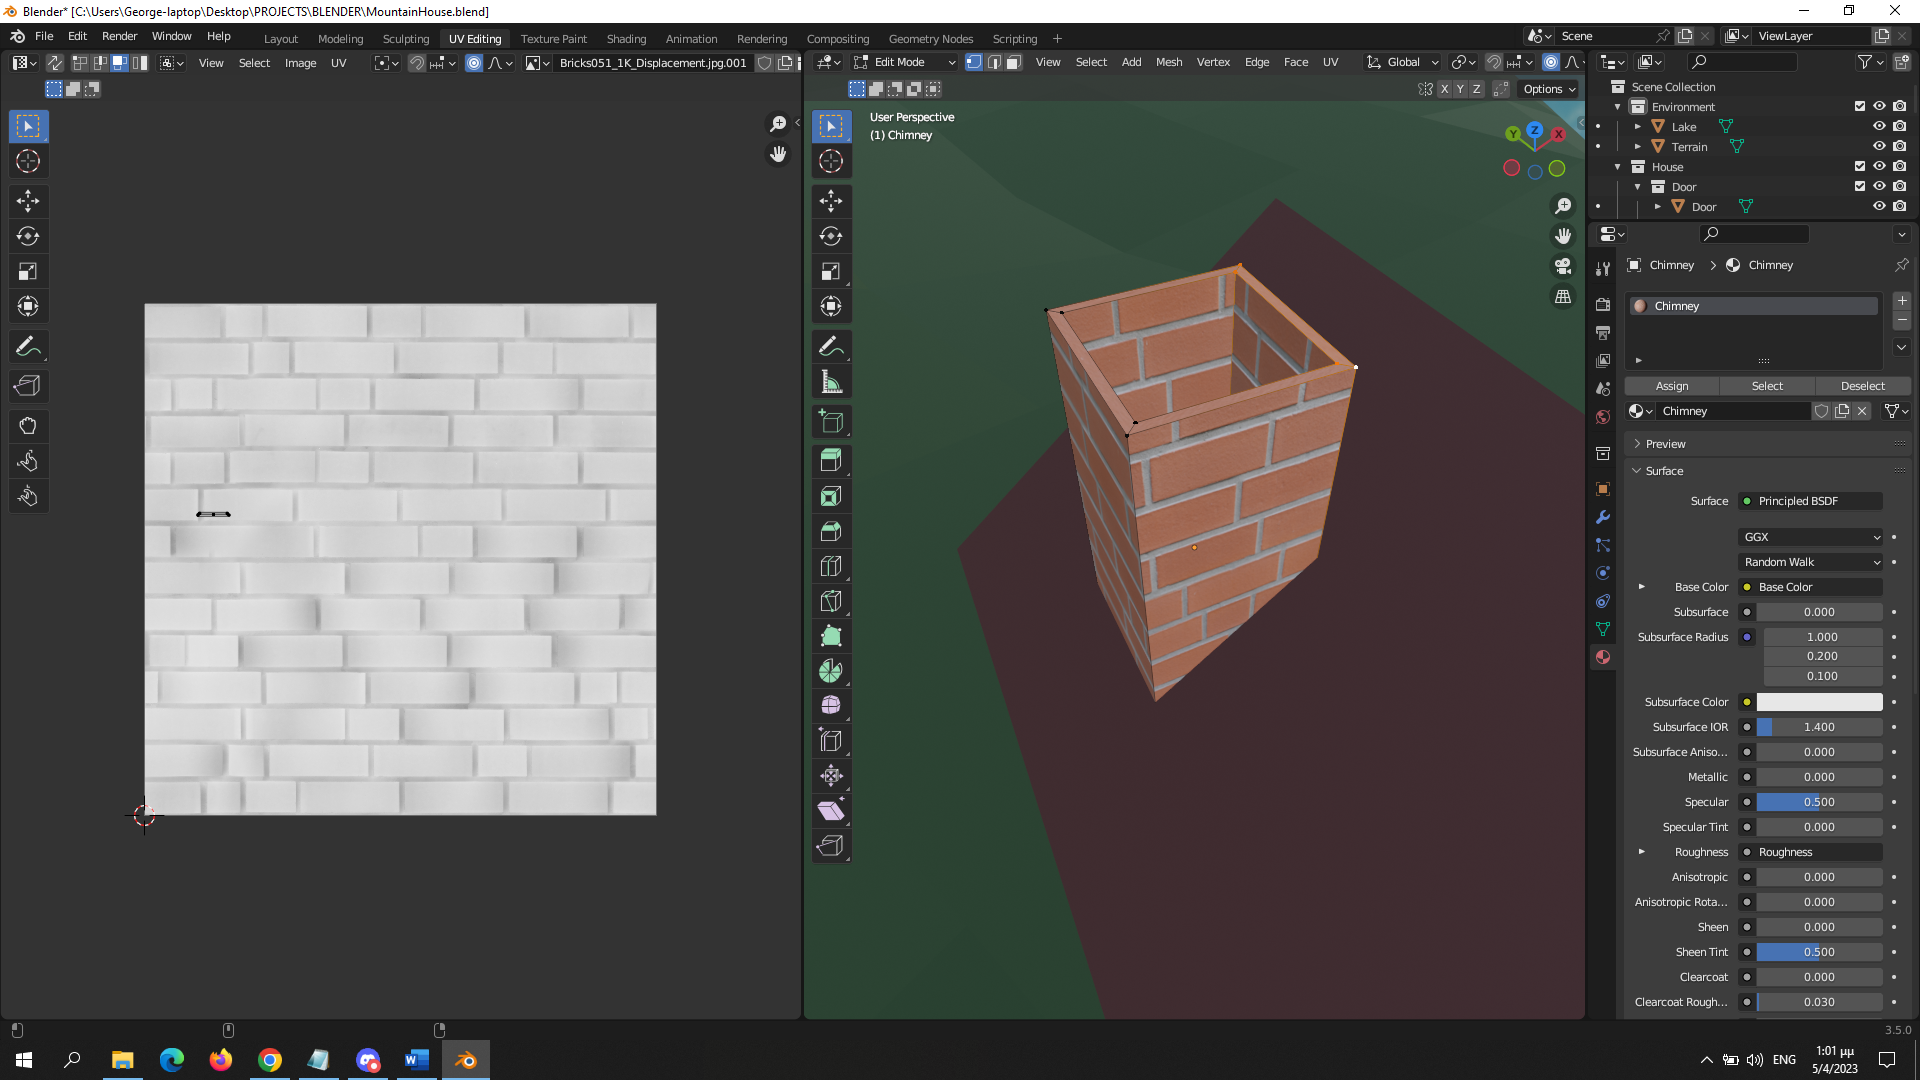 Blender* [C:\Users\George-laptop\Desktop\PROJECTS\BLENDER\MountainHouse.blend]
File Edit Render Window Help Layout Modeling Sculpting UV Editing Texture Paint Shading Animation Rendering Compositing Geometry Nodes Scripting +
Scene ViewLayer
View Select Image UV Bricks051_1K_Displacement.jpg.001
Edit Mode View Select Add Mesh Vertex Edge Face UV Global
X Y Z Options
User Perspective
(1) Chimney
Y Z X
Scene Collection
Environment
Lake
Terrain
House
Door
Door
Chimney > Chimney
Chimney
Assign Select Deselect
Chimney
Preview
Surface
Surface Principled BSDF
GGX
Random Walk
Base Color Base Color
Subsurface 0.000
Subsurface Radius 1.000
0.200
0.100
Subsurface Color
Subsurface IOR 1.400
Subsurface Aniso... 0.000
Metallic 0.000
Specular 0.500
Specular Tint 0.000
Roughness Roughness
Anisotropic 0.000
Anisotropic Rota... 0.000
Sheen 0.000
Sheen Tint 0.500
Clearcoat 0.000
Clearcoat Rough... 0.030
3.5.0
ENG
1:01 μμ
5/4/2023